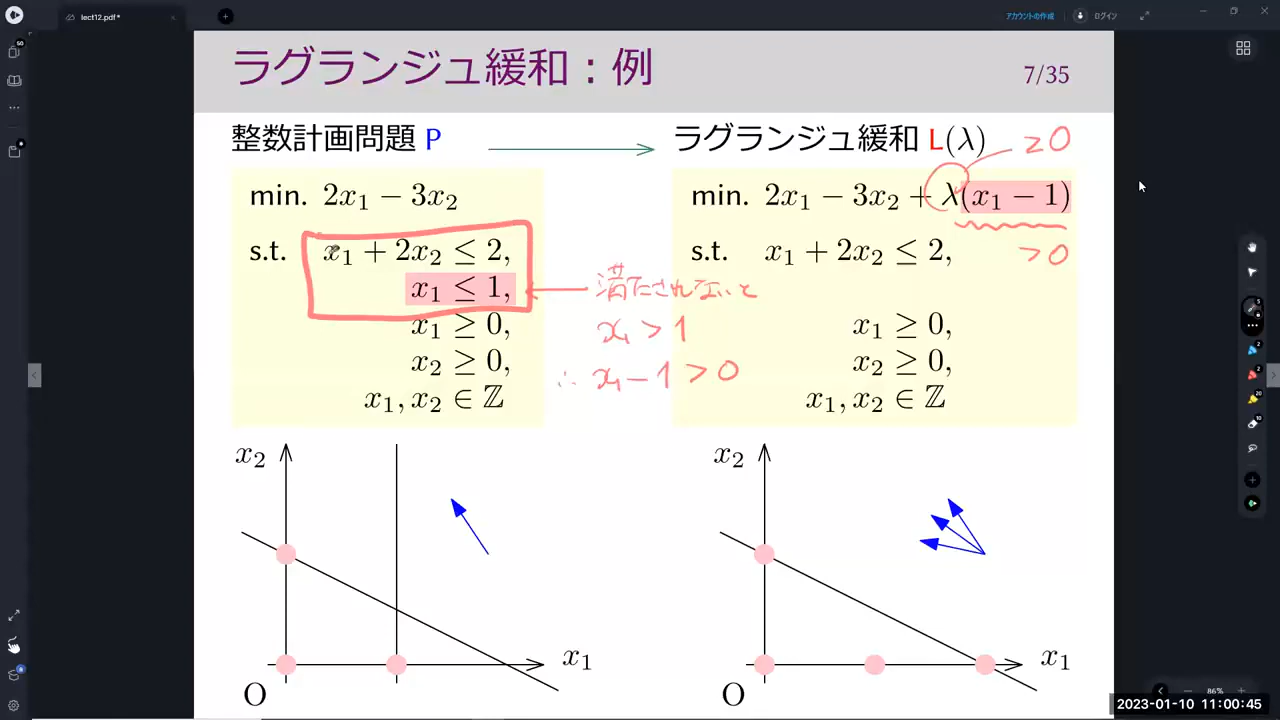 lect12.pdf*
アカウントの作成
ログイン
ラグランジュ緩和：例
7/35
整数計画問題 P
ラグランジュ緩和 L(λ)
≥0
min. 2x₁ − 3x₂
s.t. x₁ + 2x₂ ≤ 2,
x₁ ≤ 1,
x₁ ≥ 0,
x₂ ≥ 0,
x₁, x₂ ∈ ℤ
満たされないと
x₁ > 1
∴ x₁ − 1 > 0
min. 2x₁ − 3x₂ + λ(x₁ − 1)
s.t. x₁ + 2x₂ ≤ 2,
>0
x₁ ≥ 0,
x₂ ≥ 0,
x₁, x₂ ∈ ℤ
x₂
x₁
O
x₂
x₁
O
86%
2023-01-10 11:00:45